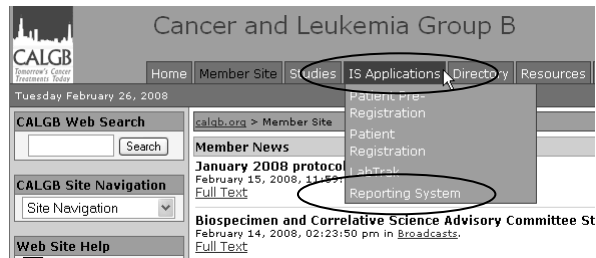 Cancer and Leukemia Group B
CALGB
Tomorrow's Cancer
Treatments Today
Home Member Site Studies IS Applications Directory Resources
Tuesday February 26, 2008
Patient Pre-
Registration
Patient
Registration
LabTrak
Reporting System
CALGB Web Search
Search
CALGB Site Navigation
Site Navigation
Web Site Help
calgb.org > Member Site
Member News
January 2008 protocol
February 15, 2008, 11:59:
Full Text
Biospecimen and Correlative Science Advisory Committee St
February 14, 2008, 02:23:50 pm in Broadcasts.
Full Text